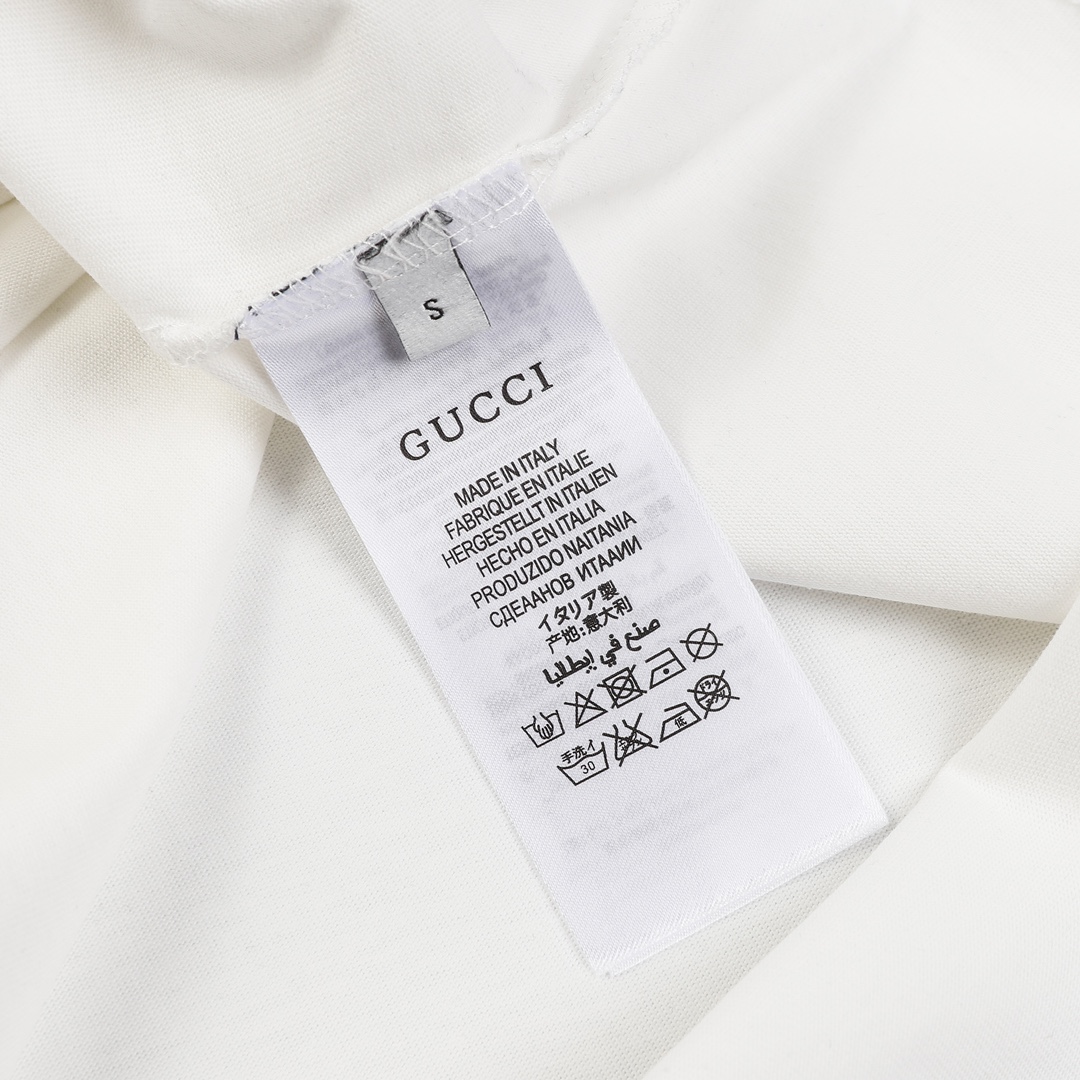 S
GUCCI
MADE IN ITALY
FABRIQUE EN ITALIE
HERGESTELLT IN ITALIEN
HECHO EN ITALIA
PRODUZIDO NAITANIA
СДЕААНОВ ИТААИИ
イタリア製
产地:意大利
صنع في إيطاليا
手洗イ
30
低